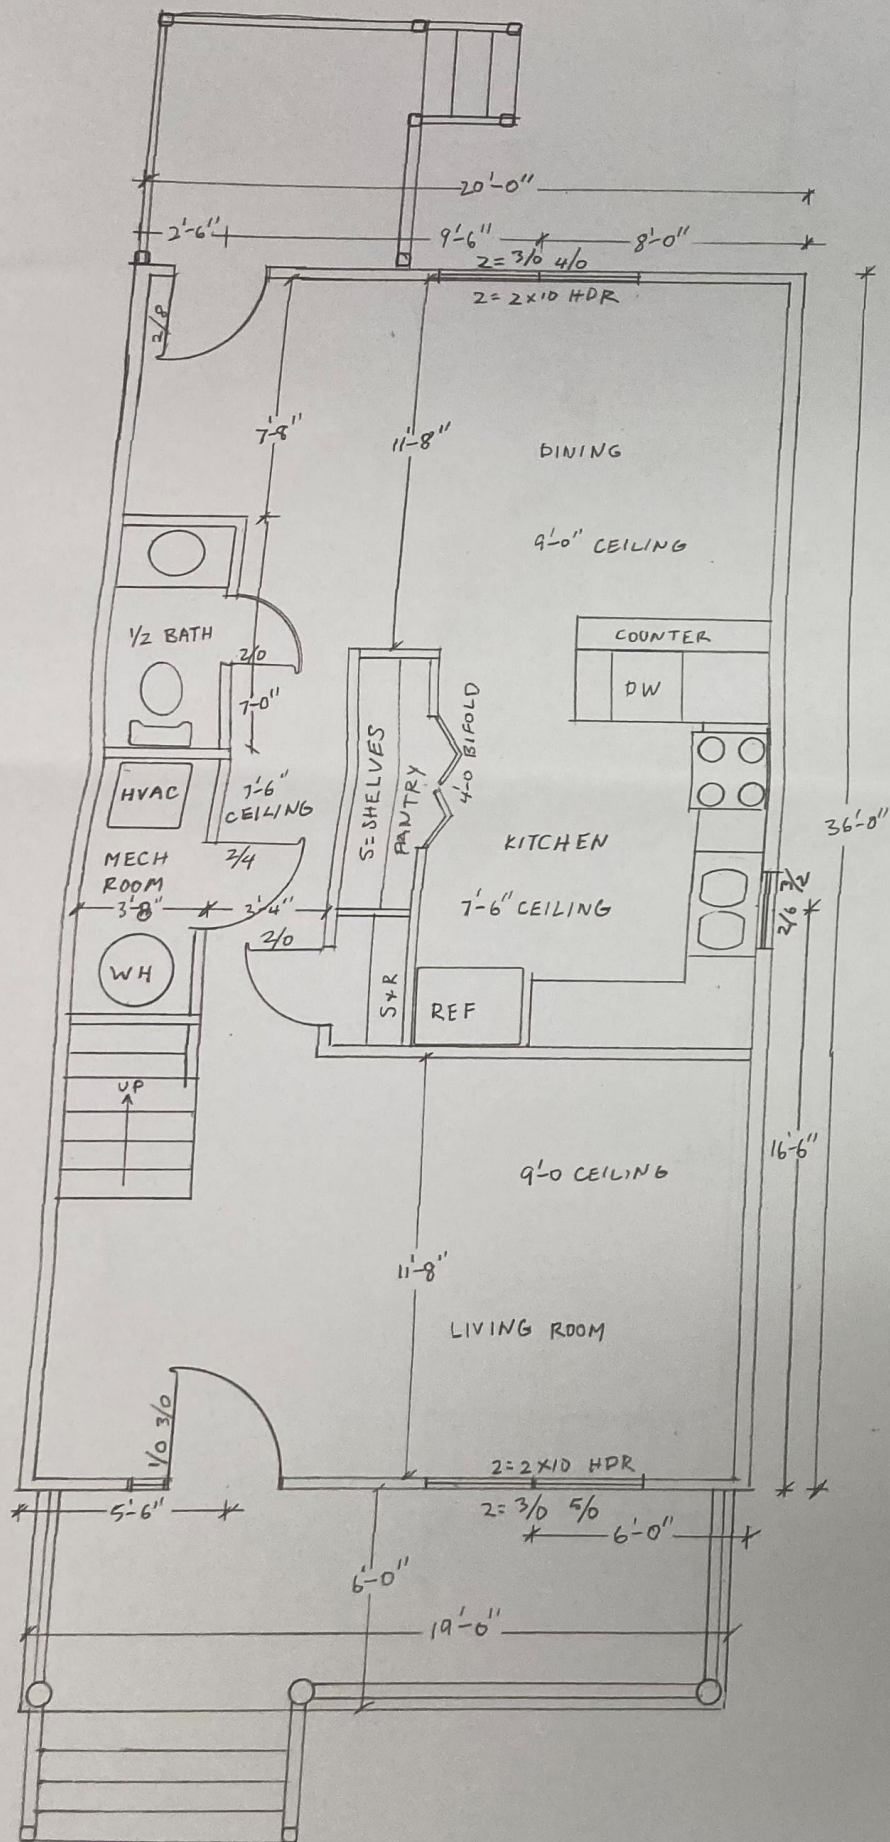 20'-0"
2'-6"
9'-6"
8'-0"
2= 3/0 4/0
2= 2x10 HDR
2/8
7'-8"
11'-8"
DINING
9'-0" CEILING
1/2 BATH
COUNTER
2/0
DW
7'-0"
4'-0 BIFOLD
S=SHELVES
PANTRY
HVAC
7'-6"
CEILING
36'-0"
MECH
ROOM
2/4
KITCHEN
3'-8"
3'-4"
7'-6" CEILING
2/6 3/2
2/0
WH
S&R
REF
UP
16'-6"
9'-0 CEILING
11'-8"
LIVING ROOM
1/0 3/0
2=2x10 HDR
5'-6"
2= 3/0 5/0
6'-0"
6'-0"
19'-0"